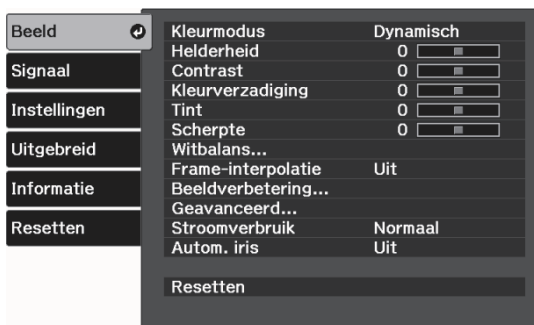 Beeld
Signaal
Instellingen
Uitgebreid
Informatie
Resetten
Kleurmodus Dynamisch
Helderheid 0
Contrast 0
Kleurverzadiging 0
Tint 0
Scherpte 0
Witbalans...
Frame-interpolatie Uit
Beeldverbetering...
Geavanceerd...
Stroomverbruik Normaal
Autom. iris Uit
Resetten